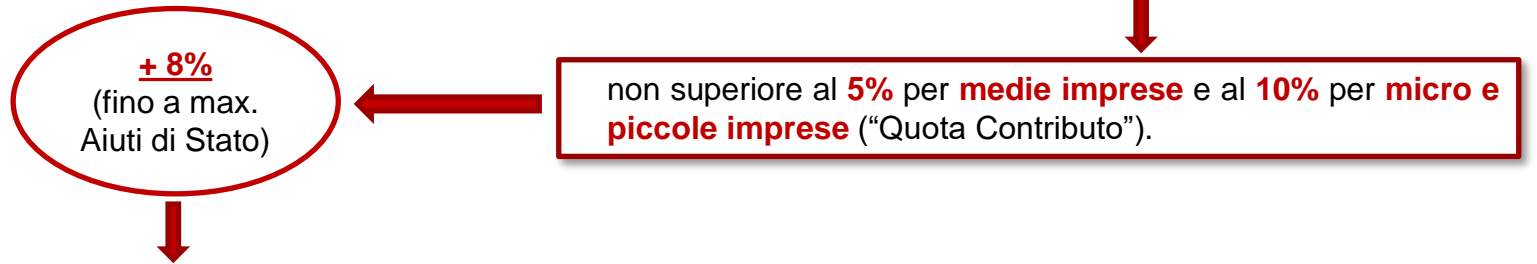 + 8%
(fino a max.
Aiuti di Stato)
non superiore al 5% per medie imprese e al 10% per micro e
piccole imprese (“Quota Contributo”).